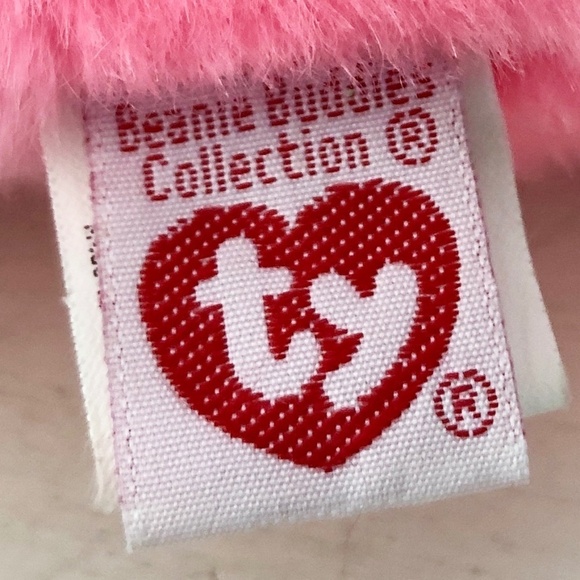 Beanie Buddies
Collection ®
ty
®